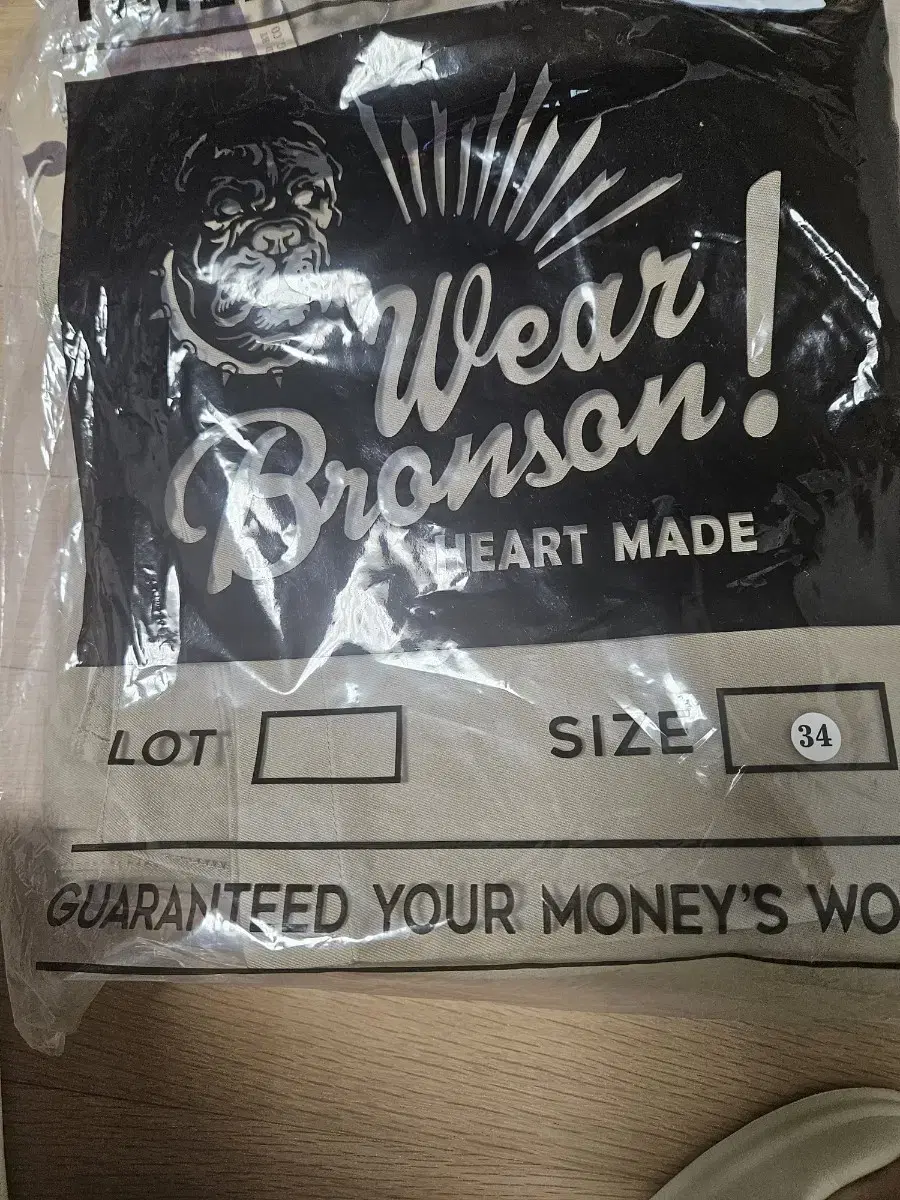 Wear
Bronson!
HEART MADE
LOT
SIZE 34
GUARANTEED YOUR MONEY'S WO